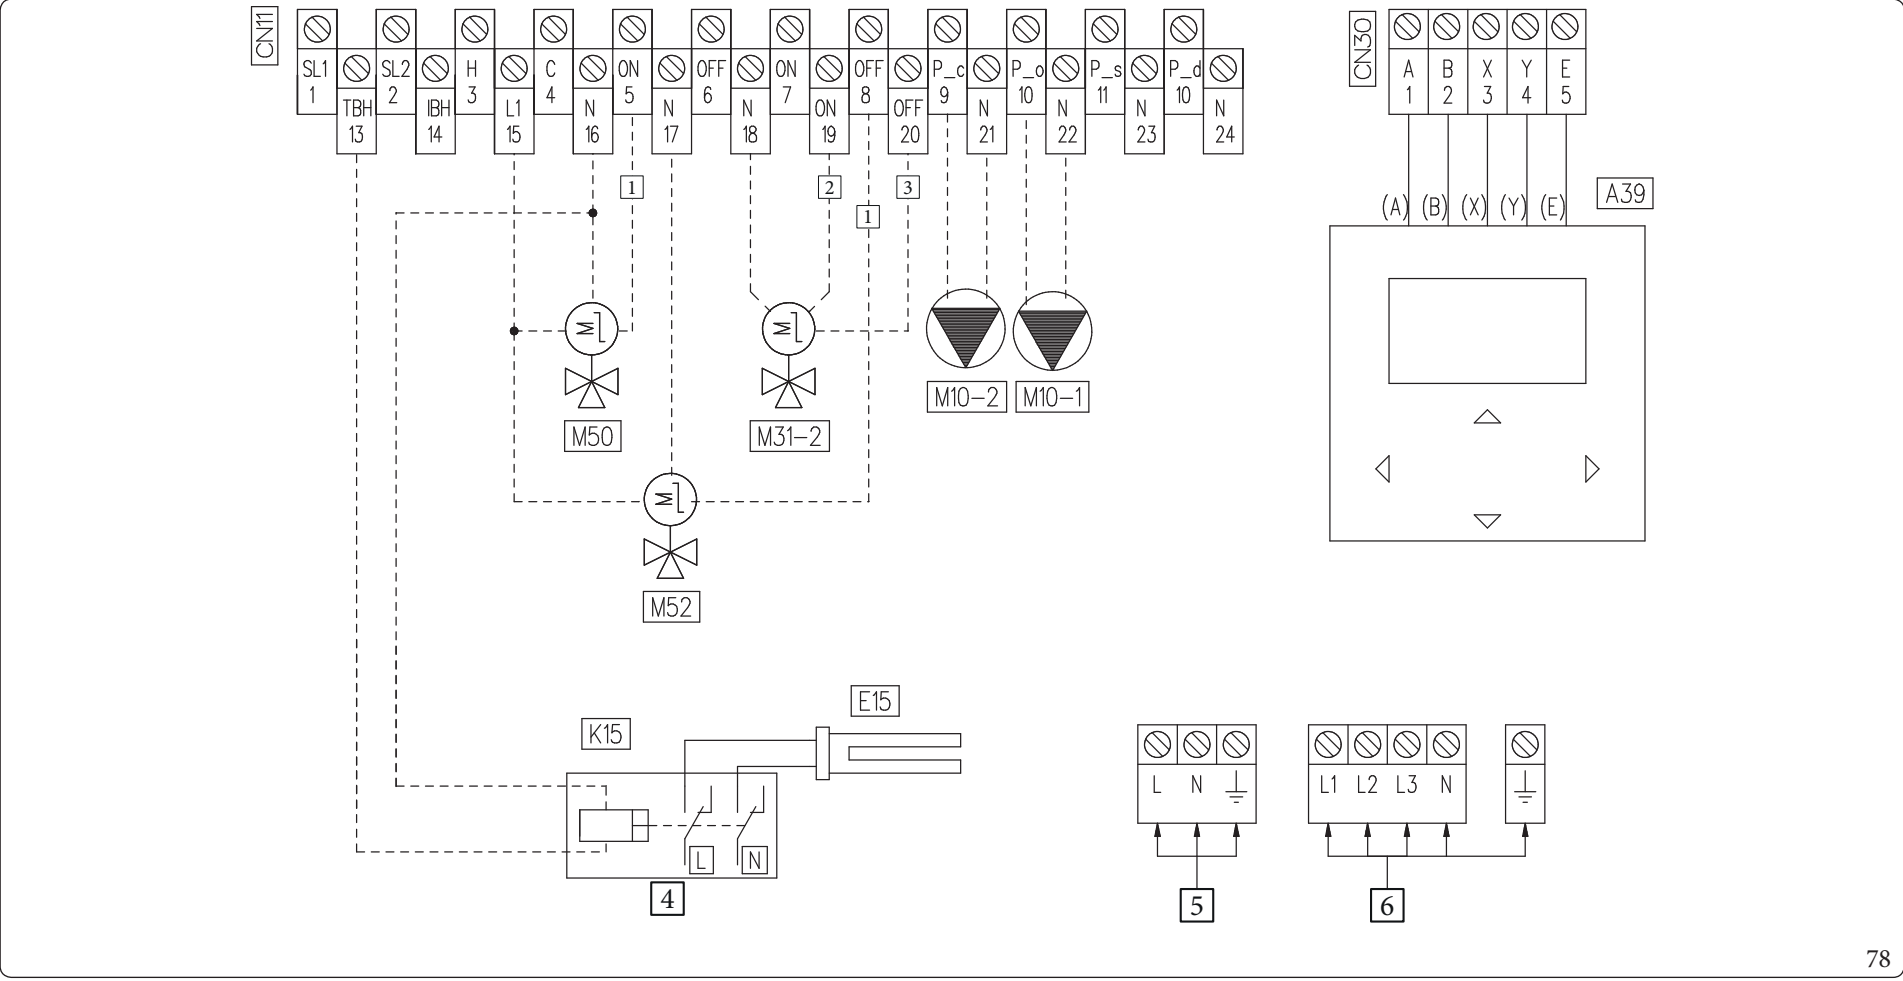 CN11
SL1 SL2 H C ON OFF ON OFF P_c P_o P_s P_d
1 2 3 4 5 6 7 8 9 10 11 10
TBH IBH L1 N N N ON OFF N N N N
13 14 15 16 17 18 19 20 21 22 23 24
CN30
A B X Y E
1 2 3 4 5
1 2 3
1
(A) (B) (X) (Y) (E)
A39
M
M
M10-2 M10-1
M50
M31-2
M
M52
E15
K15
L N
L1 L2 L3 N
L N
4
5
6
78